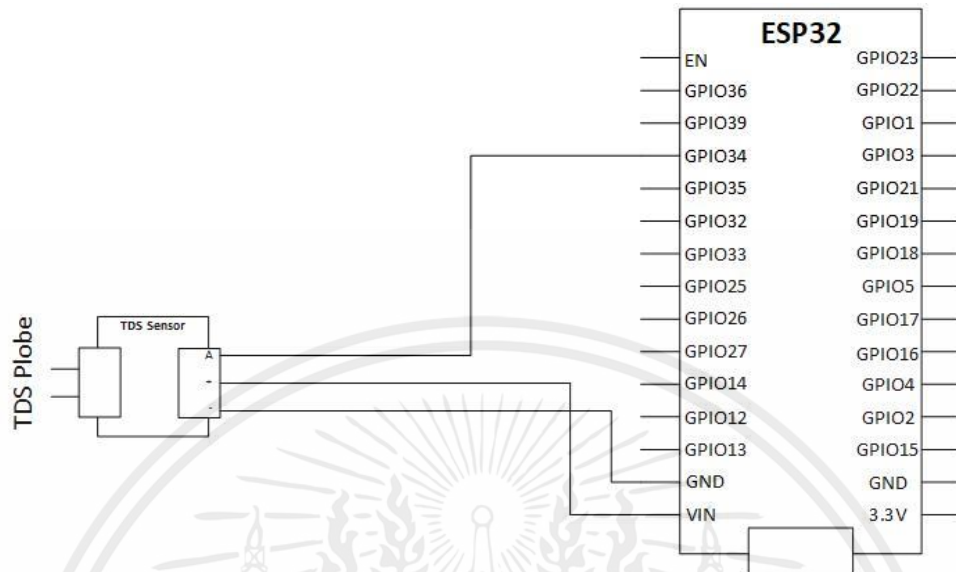 ESP32
EN
GPIO36
GPIO39
GPIO34
GPIO35
GPIO32
GPIO33
GPIO25
GPIO26
GPIO27
GPIO14
GPIO12
GPIO13
GND
VIN
GPIO23
GPIO22
GPIO1
GPIO3
GPIO21
GPIO19
GPIO18
GPIO5
GPIO17
GPIO16
GPIO4
GPIO2
GPIO15
GND
3.3V
TDS Plobe
TDS Sensor
A
+
-